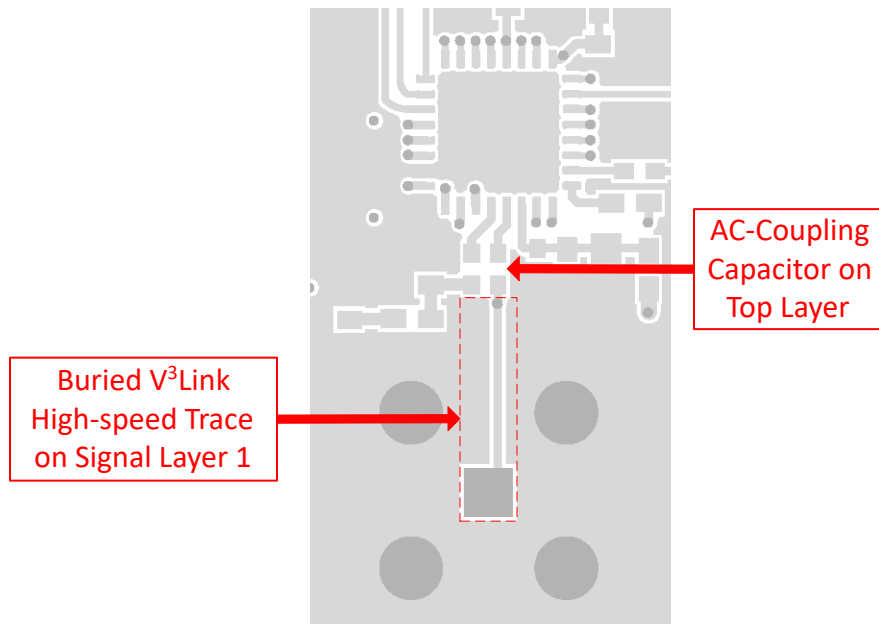 AC-Coupling
Capacitor on
Top Layer
Buried V³Link
High-speed Trace
on Signal Layer 1